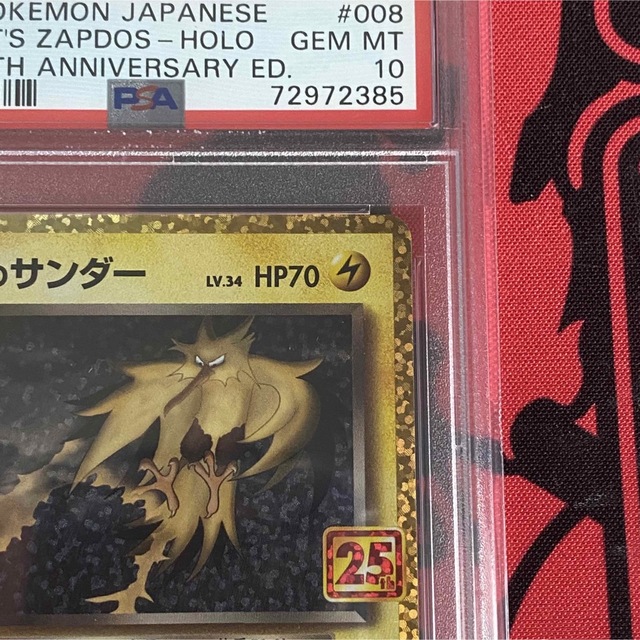 OKEMON JAPANESE #008
T'S ZAPDOS-HOLO GEM MT
TH ANNIVERSARY ED. 10
PSA 72972385
のサンダー LV.34 HP70
25th